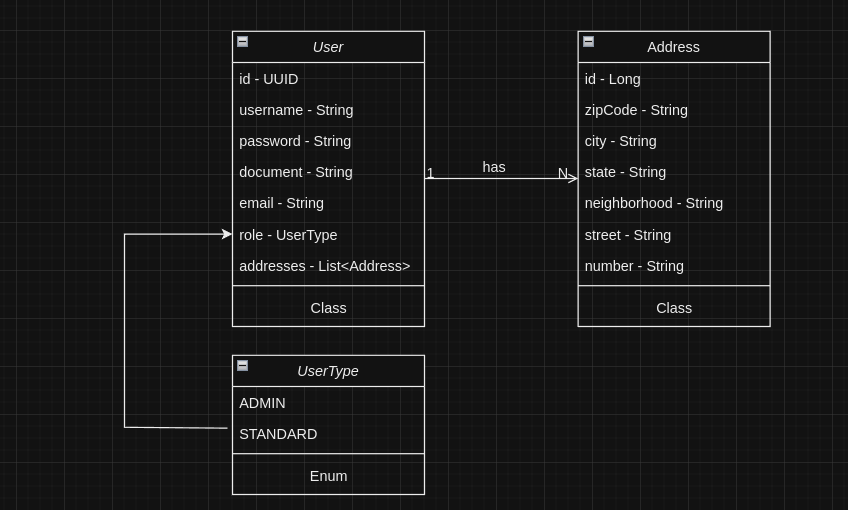 User
id - UUID
username - String
password - String
document - String
email - String
role - UserType
addresses - List<Address>
Class
1
has
N
Address
id - Long
zipCode - String
city - String
state - String
neighborhood - String
street - String
number - String
Class
UserType
ADMIN
STANDARD
Enum